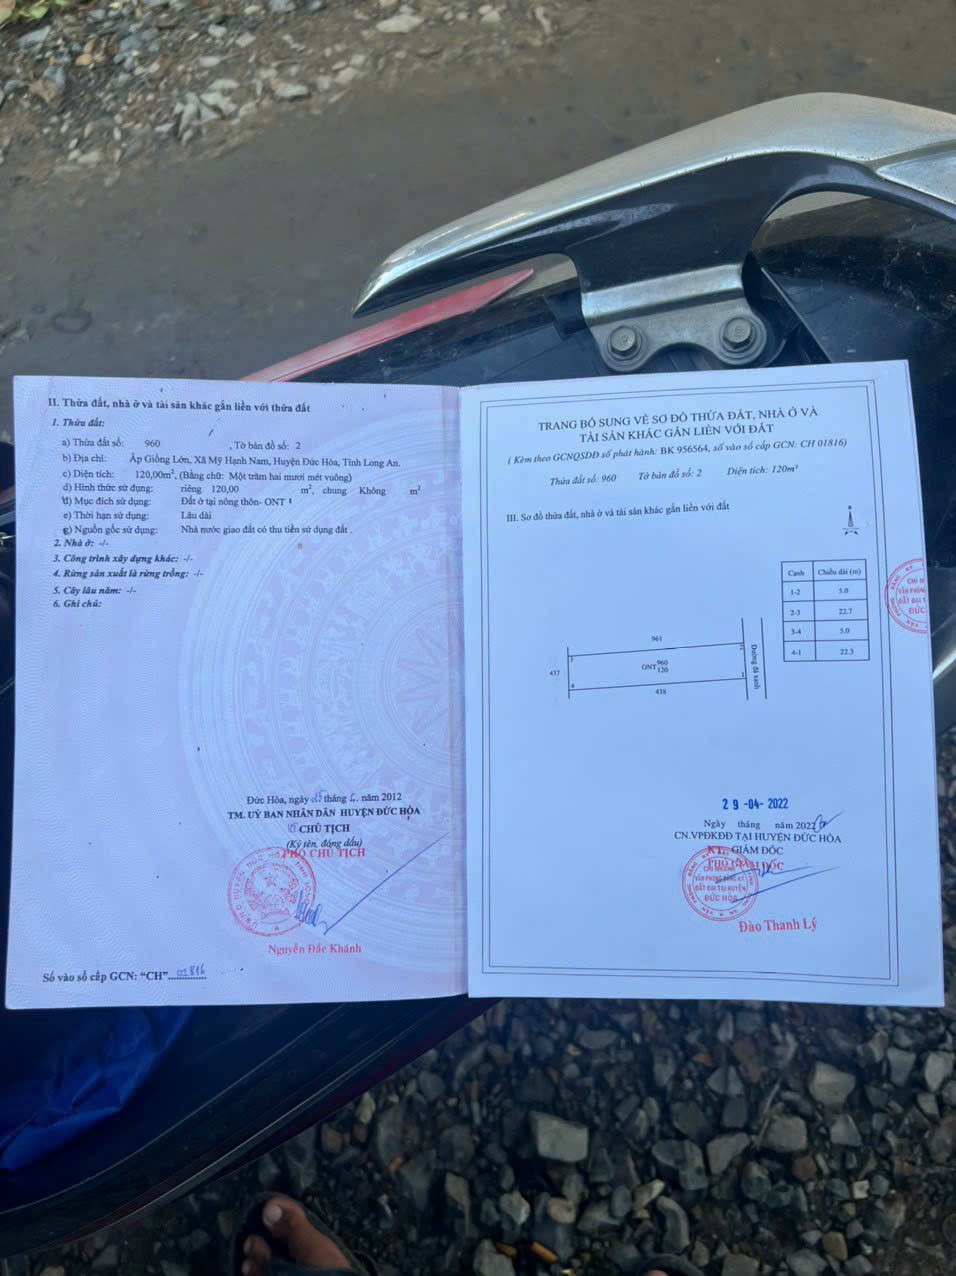 II. Thửa đất, nhà ở và tài sản khác gắn liền với thửa đất
1. Thửa đất:
a) Thửa đất số: 960 , Tờ bản đồ số: 2
b) Địa chỉ: Ấp Giồng Lớn, Xã Mỹ Hạnh Nam, Huyện Đức Hòa, Tỉnh Long An.
c) Diện tích: 120,00m², (Bằng chữ: Một trăm hai mươi mét vuông)
d) Hình thức sử dụng: riêng 120,00 m², chung Không m²
đ) Mục đích sử dụng: Đất ở tại nông thôn- ONT
e) Thời hạn sử dụng: Lâu dài
g) Nguồn gốc sử dụng: Nhà nước giao đất có thu tiền sử dụng đất .
2. Nhà ở: -/-
3. Công trình xây dựng khác: -/-
4. Rừng sản xuất là rừng trồng: -/-
5. Cây lâu năm: -/-
6. Ghi chú:
Đức Hòa, ngày tháng năm 2012
TM. UỶ BAN NHÂN DÂN HUYỆN ĐỨC HÒA
CHỦ TỊCH
(Ký tên, đóng dấu)
PHÓ CHỦ TỊCH
Nguyễn Đắc Khánh
Số vào sổ cấp GCN: “CH” 01816
TRANG BỔ SUNG VỀ SƠ ĐỒ THỬA ĐẤT, NHÀ Ở VÀ
TÀI SẢN KHÁC GẮN LIỀN VỚI ĐẤT
( Kèm theo GCNQSDĐ số phát hành: BK 956564, số vào sổ cấp GCN: CH 01816)
Thửa đất số: 960 Tờ bản đồ số: 2 Diện tích: 120m²
III. Sơ đồ thửa đất, nhà ở và tài sản khác gắn liền với đất
Cạnh Chiều dài (m)
1-2 5.0
2-3 22.7
3-4 5.0
4-1 22.3
961
437
3
2
ONT 960
120
4
1
438
Đường đá xanh
29-04-2022
Ngày tháng năm 2022
CN.VPĐKĐĐ TẠI HUYỆN ĐỨC HÒA
KT. GIÁM ĐỐC
PHÓ GIÁM ĐỐC
CHI NHÁNH
VĂN PHÒNG ĐĂNG KÝ
ĐẤT ĐAI TẠI HUYỆN
ĐỨC HÒA
Đào Thanh Lý